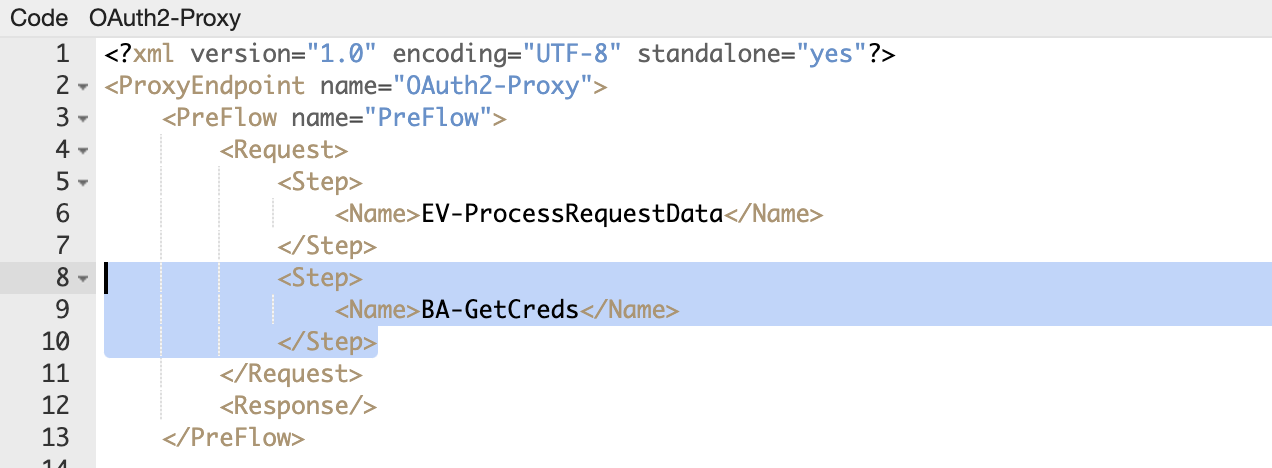 Code OAuth2-Proxy
1 <?xml version="1.0" encoding="UTF-8" standalone="yes"?>
2 <ProxyEndpoint name="OAuth2-Proxy">
3 <PreFlow name="PreFlow">
4 <Request>
5 <Step>
6 <Name>EV-ProcessRequestData</Name>
7 </Step>
8 <Step>
9 <Name>BA-GetCreds</Name>
10 </Step>
11 </Request>
12 <Response/>
13 </PreFlow>
14